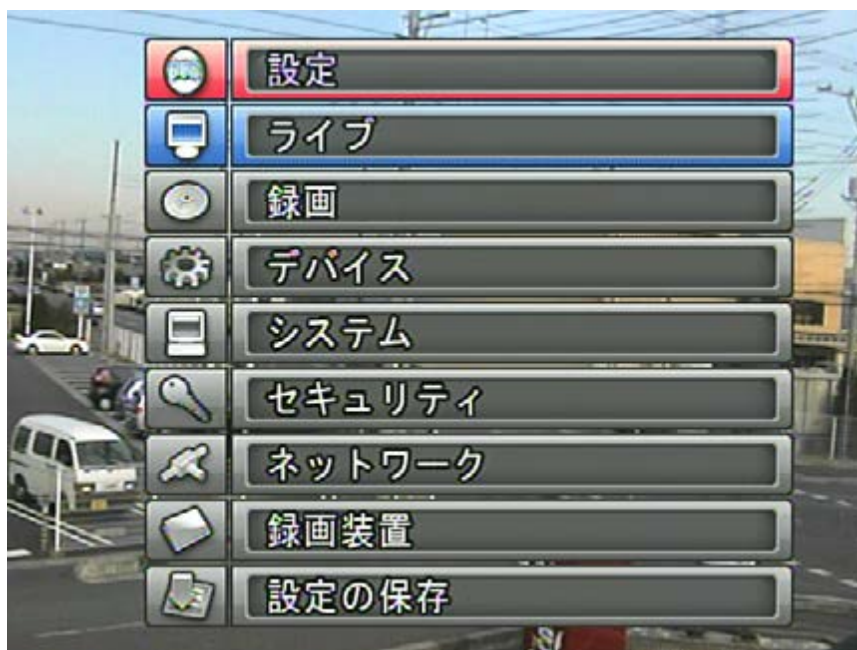 設定
ライブ
録画
デバイス
システム
セキュリティ
ネットワーク
録画装置
設定の保存